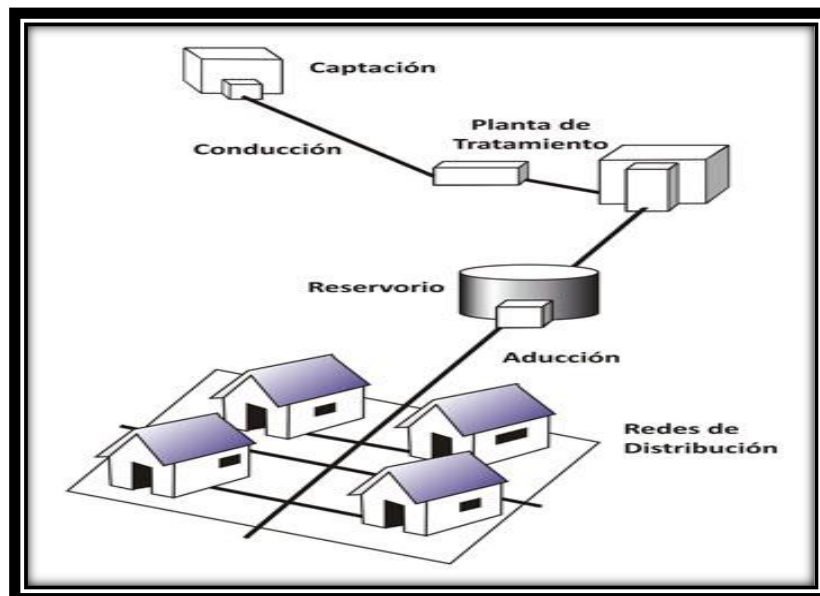 Captación
Conducción
Planta de
Tratamiento
Reservorio
Aducción
Redes de
Distribución